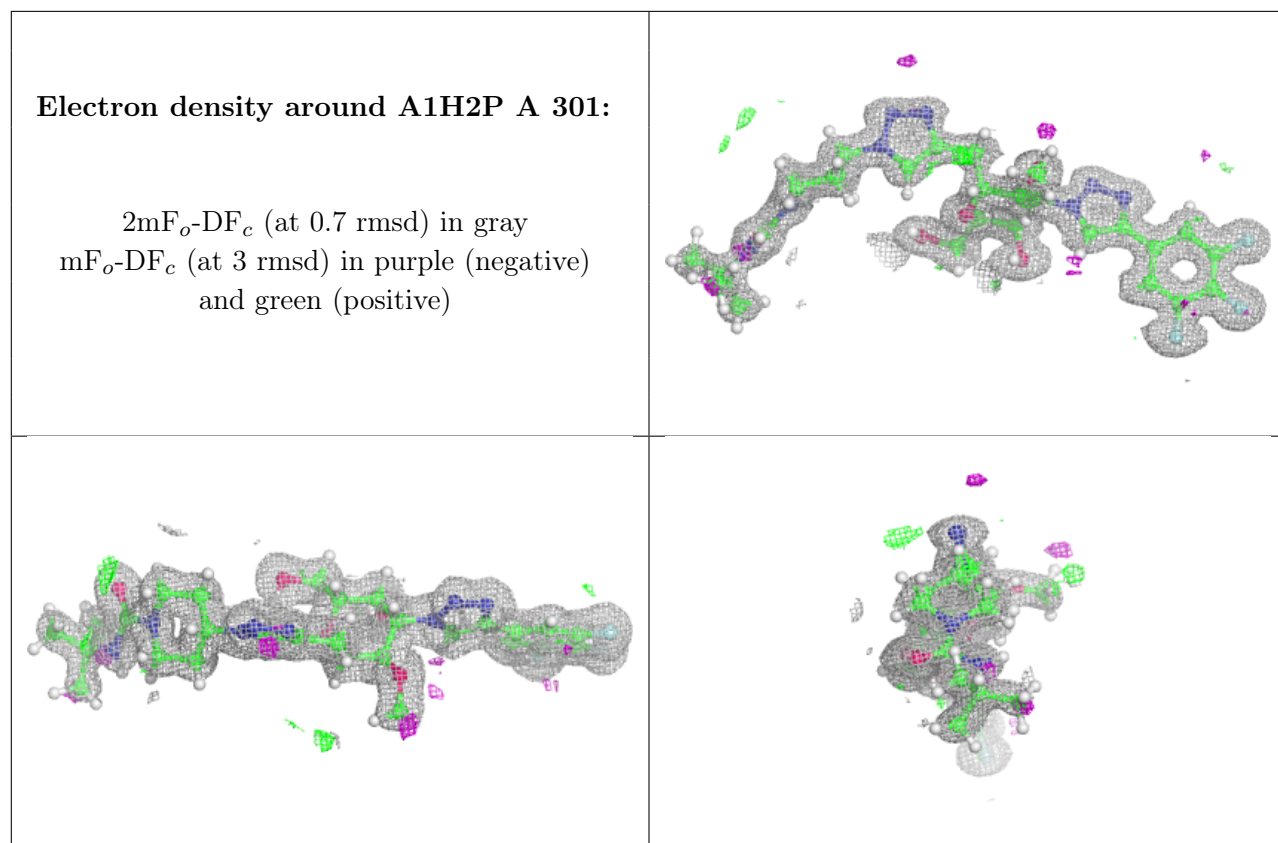 Electron density around A1H2P A 301:
2mFo-DFc (at 0.7 rmsd) in gray
mFo-DFc (at 3 rmsd) in purple (negative)
and green (positive)